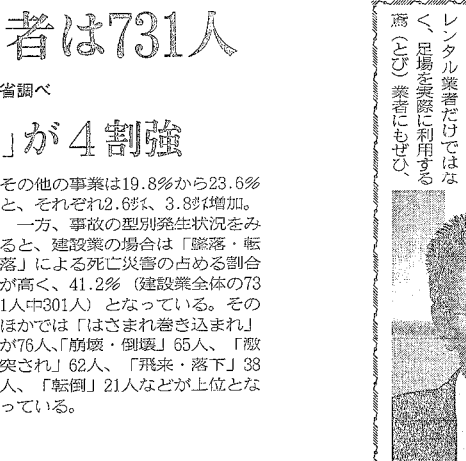 者は731人
省調べ
」が4割強
その他の事業は19.8%から23.6%
と、それぞれ2.6㌽、3.8㌽増加。
一方、事故の型別発生状況をみ
ると、建設業の場合は「墜落・転
落」による死亡災害の占める割合
が高く、41.2%(建設業全体の73
1人中301人)となっている。その
ほかでは「はさまれ巻き込まれ」
が76人、「崩壊・倒壊」65人、「激
突され」62人、「飛来・落下」38
人、「転倒」21人などが上位とな
っている。
レンタル業者だけではな
く、足場を実際に利用する
鳶(とび)業者にもぜひ、